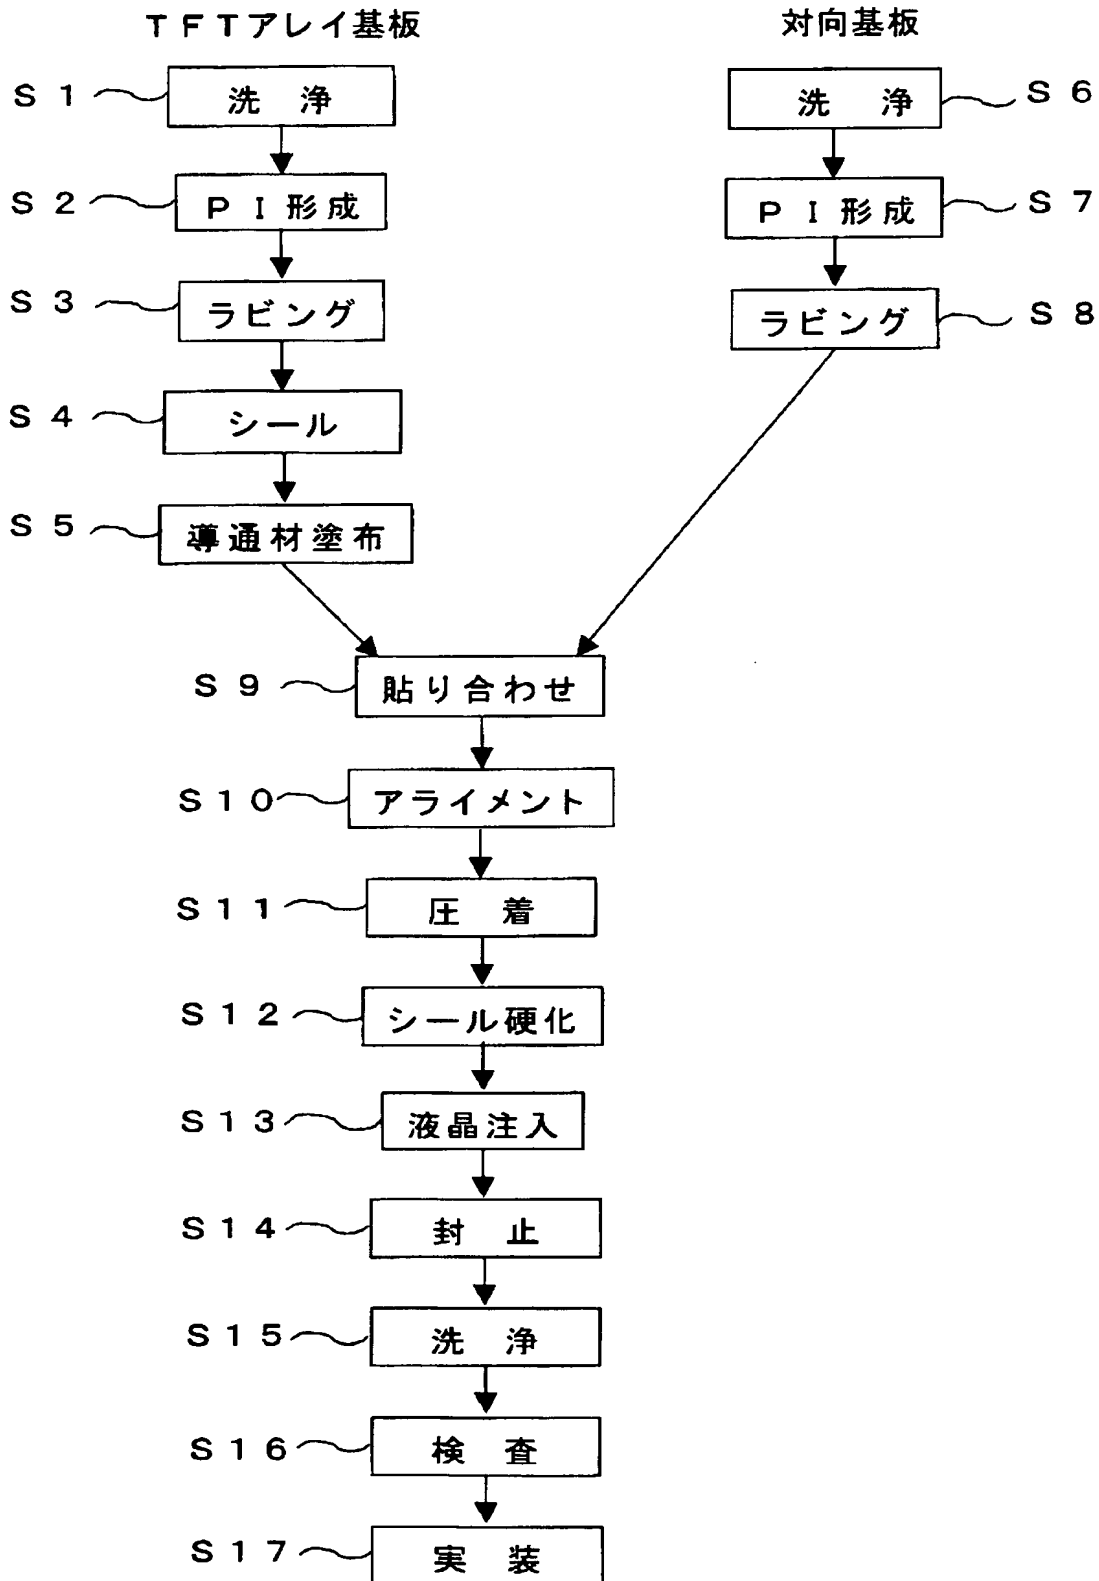 TFTアレイ基板
S1 洗浄
S2 PI形成
S3 ラビング
S4 シール
S5 導通材塗布
対向基板
洗浄 S6
PI形成 S7
ラビング S8
S9 貼り合わせ
S10 アライメント
S11 圧着
S12 シール硬化
S13 液晶注入
S14 封止
S15 洗浄
S16 検査
S17 実装